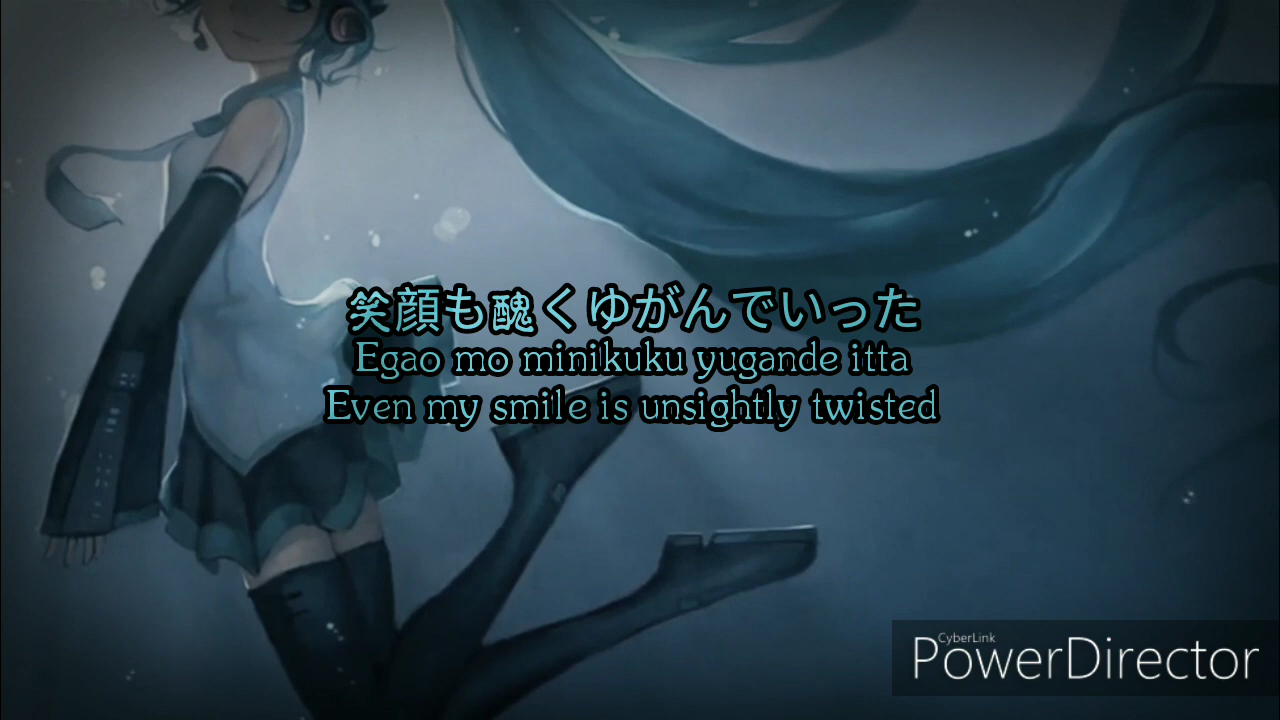 笑顔も醜くゆがんでいった
Egao mo minikuku yugande itta
Even my smile is unsightly twisted
CyberLink
PowerDirector